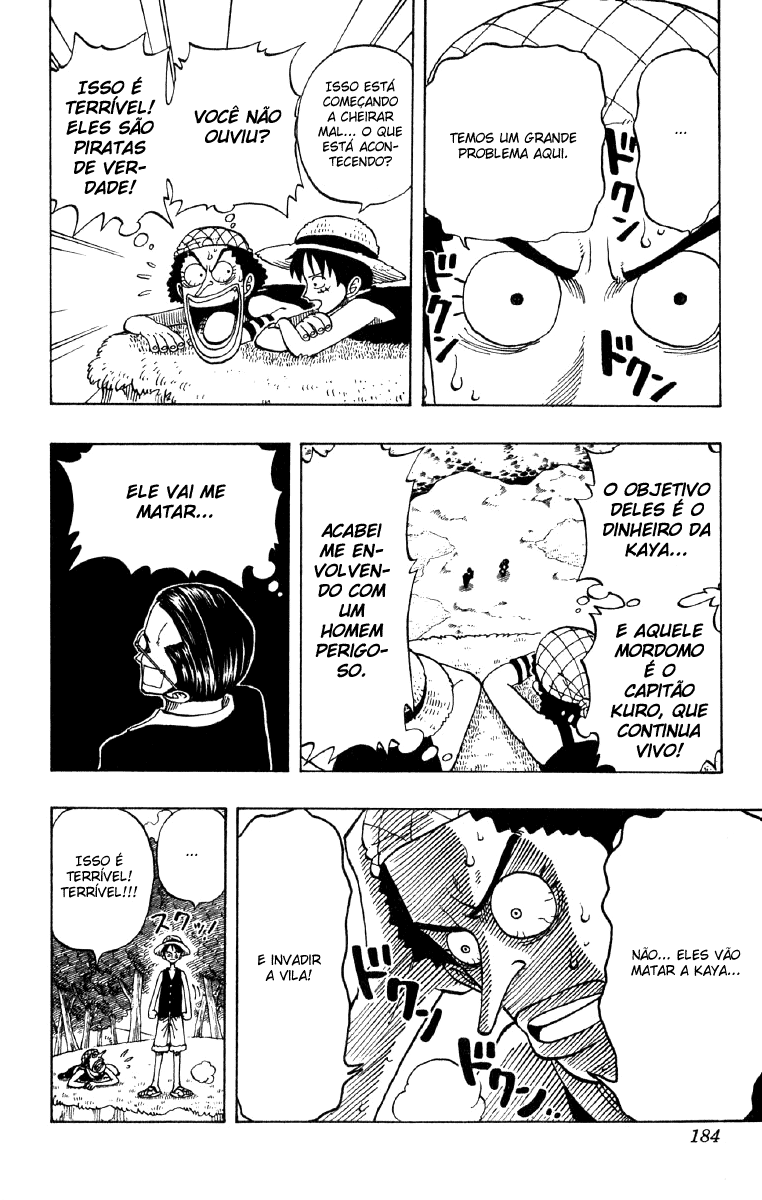 ...
TEMOS UM GRANDE
PROBLEMA AQUI.
ドクン
ドクン
ドクン
ISSO ESTÁ
COMEÇANDO
A CHEIRAR
MAL... O QUE
ESTÁ ACON-
TECENDO?
VOCÊ NÃO
OUVIU?
ISSO É
TERRÍVEL!
ELES SÃO
PIRATAS
DE VER-
DADE!
O OBJETIVO
DELES É O
DINHEIRO DA
KAYA...
E AQUELE
MORDOMO
É O
CAPITÃO
KURO, QUE
CONTINUA
VIVO!
ACABEI
ME EN-
VOLVEN-
DO COM
UM
HOMEM
PERIGO-
SO.
ELE VAI ME
MATAR...
NÃO... ELES VÃO
MATAR A KAYA...
E INVADIR
A VILA!
ドクン
ドクン..
...
ISSO É
TERRÍVEL!
TERRÍVEL!!!
スクッ
184